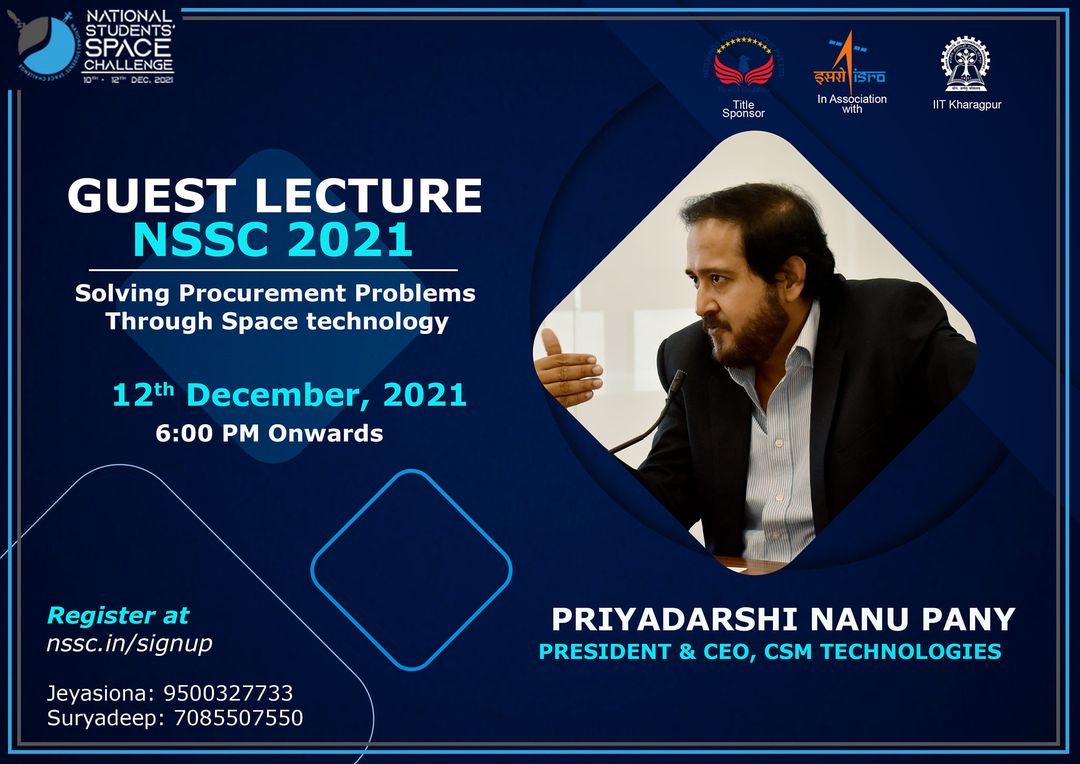 NATIONAL
STUDENTS'
SPACE
CHALLENGE
10TH - 12TH DEC, 2021
Title
Sponsor
इसरो isro
In Association
with
IIT Kharagpur
GUEST LECTURE
NSSC 2021
Solving Procurement Problems
Through Space technology
12th December, 2021
6:00 PM Onwards
Register at
nssc.in/signup
Jeyasiona: 9500327733
Suryadeep: 7085507550
PRIYADARSHI NANU PANY
PRESIDENT & CEO, CSM TECHNOLOGIES